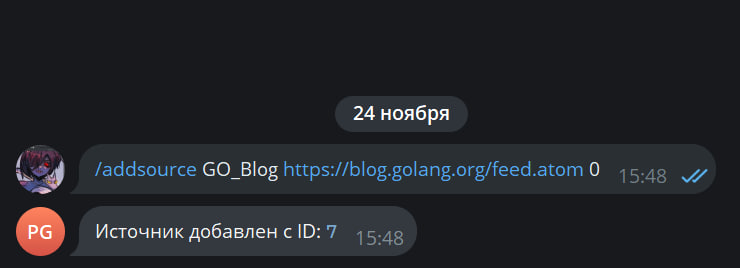 24 ноября
/addsource GO_Blog https://blog.golang.org/feed.atom 0 15:48
PG
Источник добавлен с ID: 7 15:48